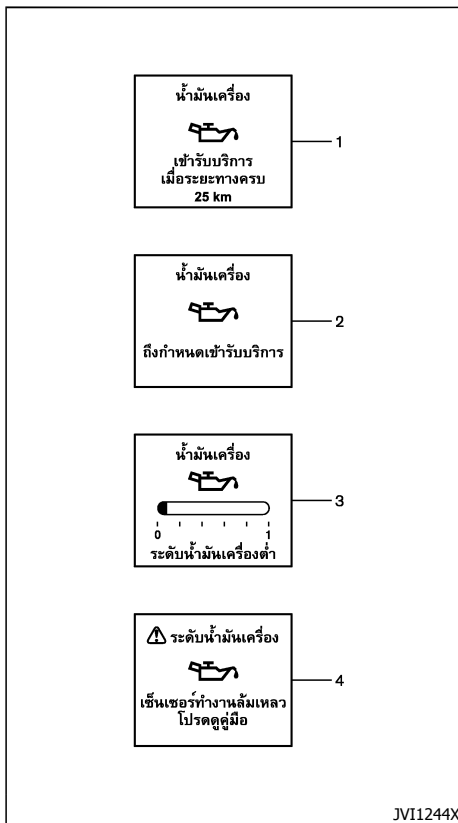 น้ำมันเครื่อง
เข้ารับบริการ
เมื่อระยะทางครบ
25 km
1
น้ำมันเครื่อง
ถึงกำหนดเข้ารับบริการ
2
น้ำมันเครื่อง
0 1
ระดับน้ำมันเครื่องต่ำ
3
ระดับน้ำมันเครื่อง
เซ็นเซอร์ทำงานล้มเหลว
โปรดดูคู่มือ
4
JVI1244X